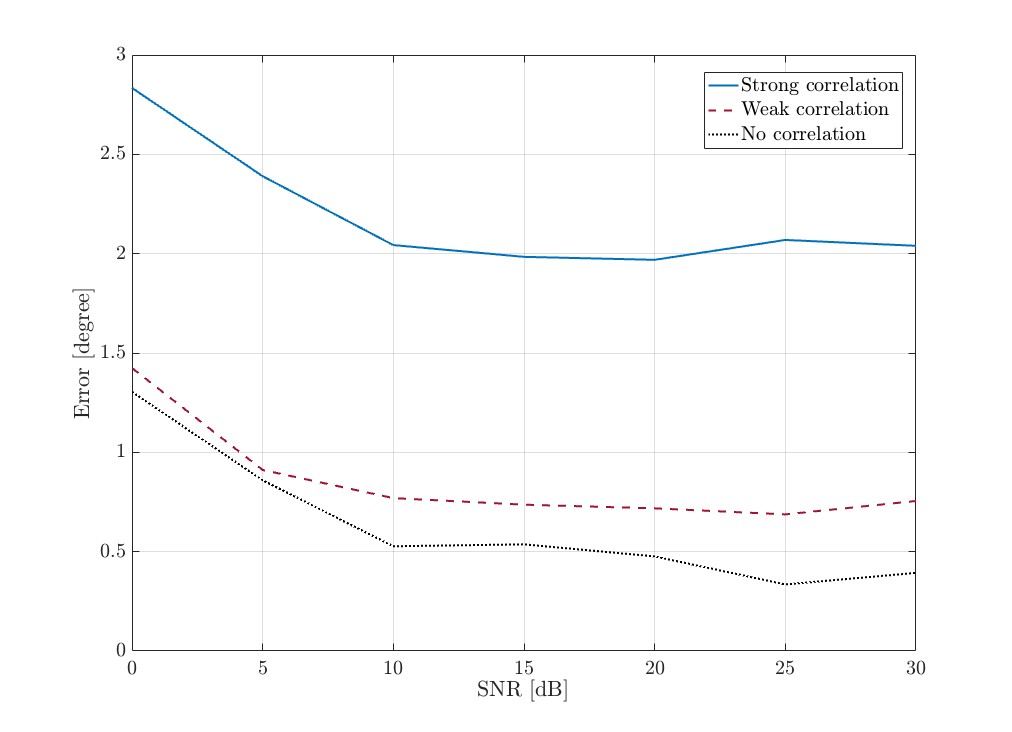 3
2.5
2
1.5
1
0.5
0
Error [degree]
Strong correlation
Weak correlation
No correlation
0 5 10 15 20 25 30
SNR [dB]